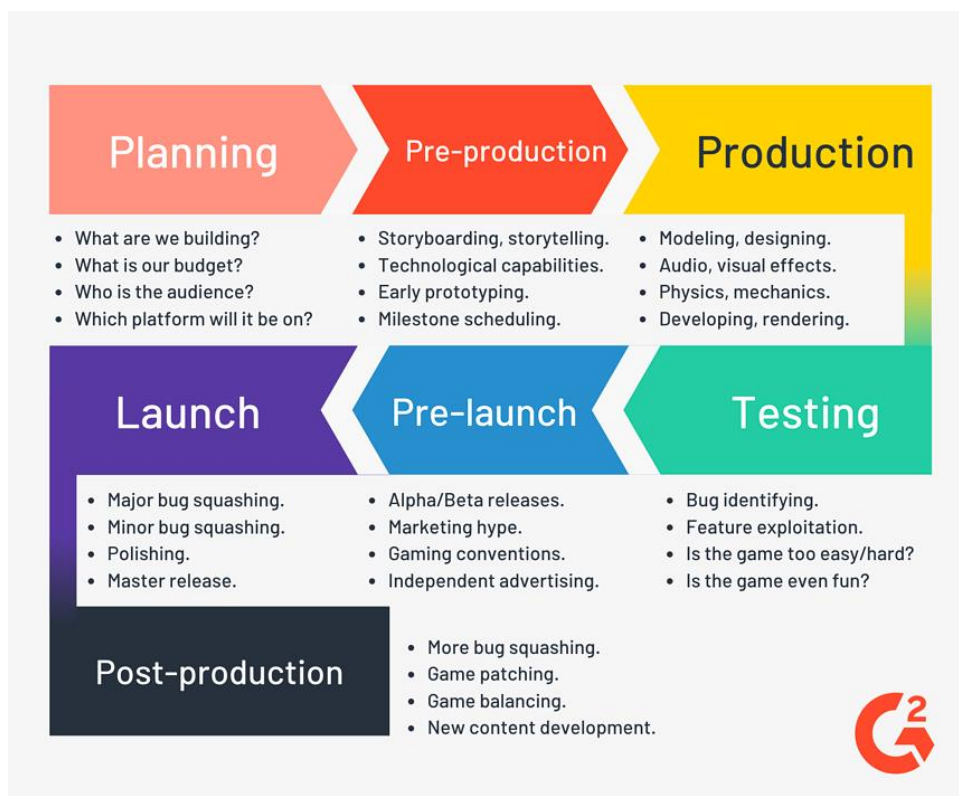 Planning
Pre-production
Production
• What are we building?
• What is our budget?
• Who is the audience?
• Which platform will it be on?
• Storyboarding, storytelling.
• Technological capabilities.
• Early prototyping.
• Milestone scheduling.
• Modeling, designing.
• Audio, visual effects.
• Physics, mechanics.
• Developing, rendering.
Testing
Pre-launch
Launch
• Bug identifying.
• Feature exploitation.
• Is the game too easy/hard?
• Is the game even fun?
• Alpha/Beta releases.
• Marketing hype.
• Gaming conventions.
• Independent advertising.
• Major bug squashing.
• Minor bug squashing.
• Polishing.
• Master release.
Post-production
• More bug squashing.
• Game patching.
• Game balancing.
• New content development.
G2